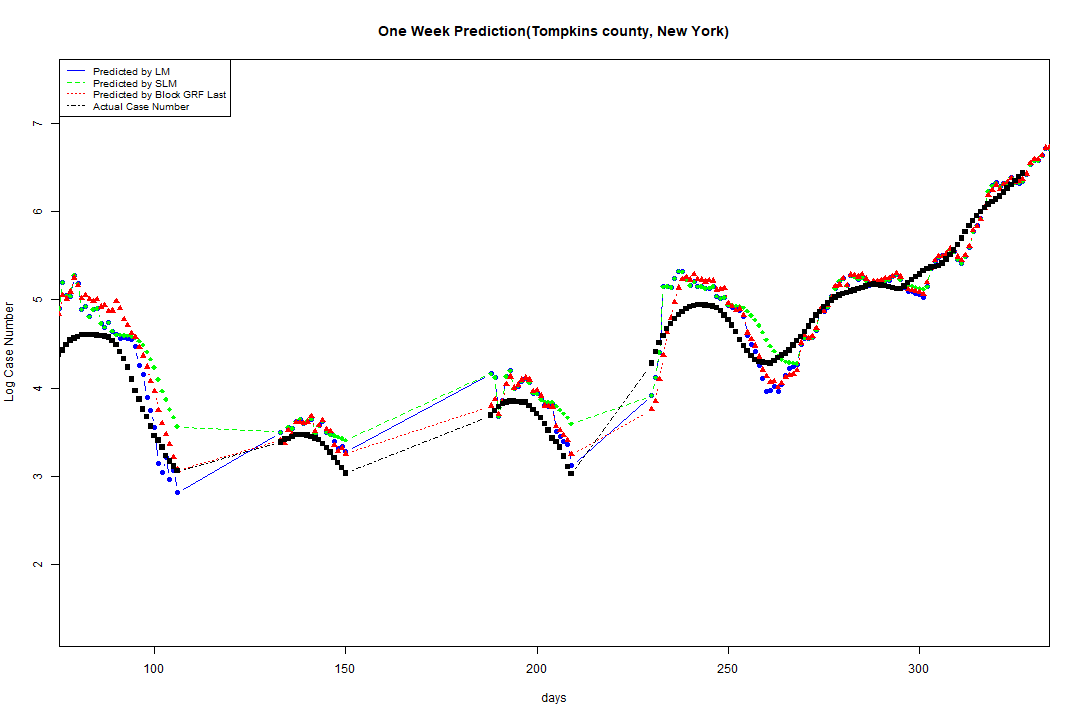 One Week Prediction(Tompkins county, New York)
Predicted by LM
Predicted by SLM
Predicted by Block GRF Last
Actual Case Number
Log Case Number
7
6
5
4
3
2
100 150 200 250 300
days